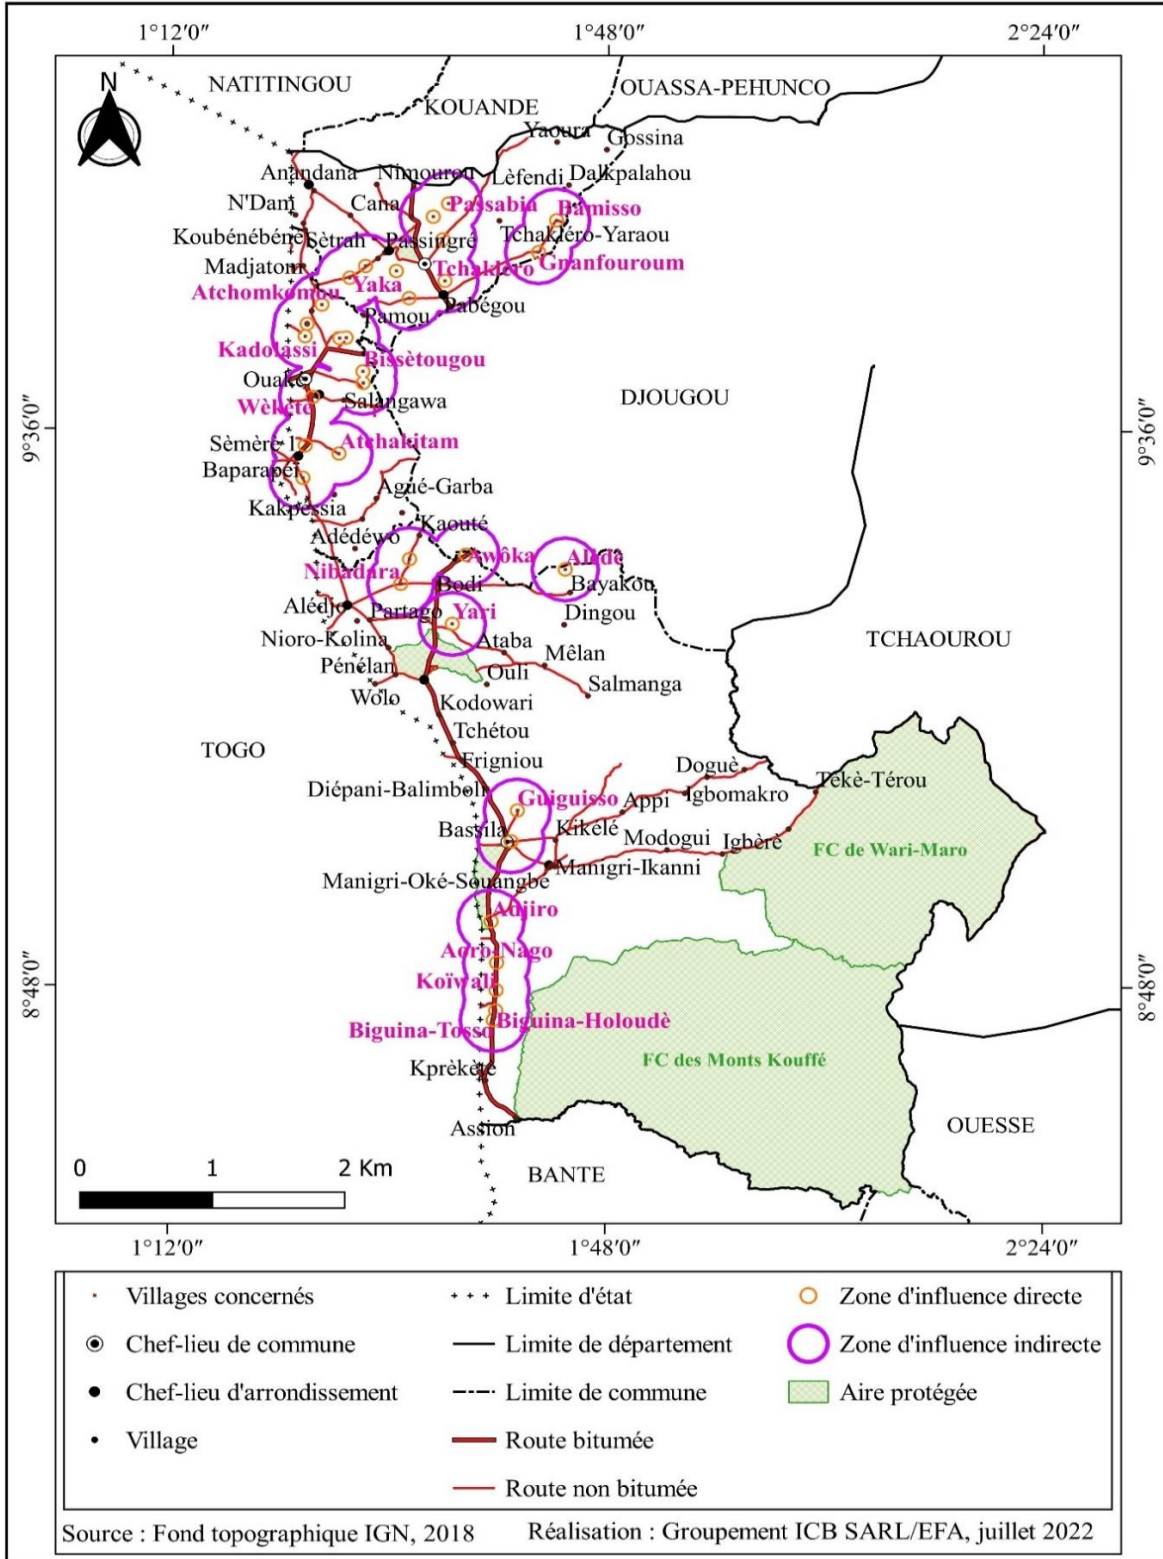 1°12′0″ 1°48′0″ 2°24′0″
N
NATITINGOU
KOUANDE
OUASSA-PEHUNCO
Yaoura
Gossina
Anandana
Nimourou
Lèfendi
Dalkpalahou
N'Dam
Cana
Passabia
Bamisso
Koubénébéné
Sètrah
Passingré
Tchakléro-Yaraou
Madjatom
Tchakléro
Gnanfouroum
Atchomkomou
Yaka
Pabégou
Pamou
Kadolassi
Bissètougou
Ouaké
DJOUGOU
Wèkètè
Salangawa
9°36′0″
9°36′0″
Sèmèrè 1
Atchakitam
Baparapeï
Agué-Garba
Kakpéssia
Kaouté
Adédéwo
Awôka
Alédé
Nibadara
Bodi
Bayakou
Alédjo
Partago
Yari
Dingou
Nioro-Kolina
Ataba
TCHAOUROU
Pénélan
Mêlan
Ouli
Wolo
Salmanga
Kodowari
Tchétou
TOGO
Frigniou
Doguè
Diépani-Balimboli
Guiguisso
Igbomakro
Tékè-Térou
Appi
Bassila
Kikélé
Modogui
Igbèrè
FC de Wari-Maro
Manigri-Ikanni
Manigri-Oké-Souangbé
Adjiro
Aoro-Nago
Koïwali
8°48′0″
8°48′0″
Biguina-Tosso
Biguina-Holoudè
Kprèkètè
FC des Monts Kouffé
Assion
OUESSE
BANTE
0 1 2 Km
1°12′0″ 1°48′0″ 2°24′0″
Villages concernés
Limite d'état
Zone d'influence directe
Chef-lieu de commune
Limite de département
Zone d'influence indirecte
Chef-lieu d'arrondissement
Limite de commune
Aire protégée
Village
Route bitumée
Route non bitumée
Source : Fond topographique IGN, 2018
Réalisation : Groupement ICB SARL/EFA, juillet 2022